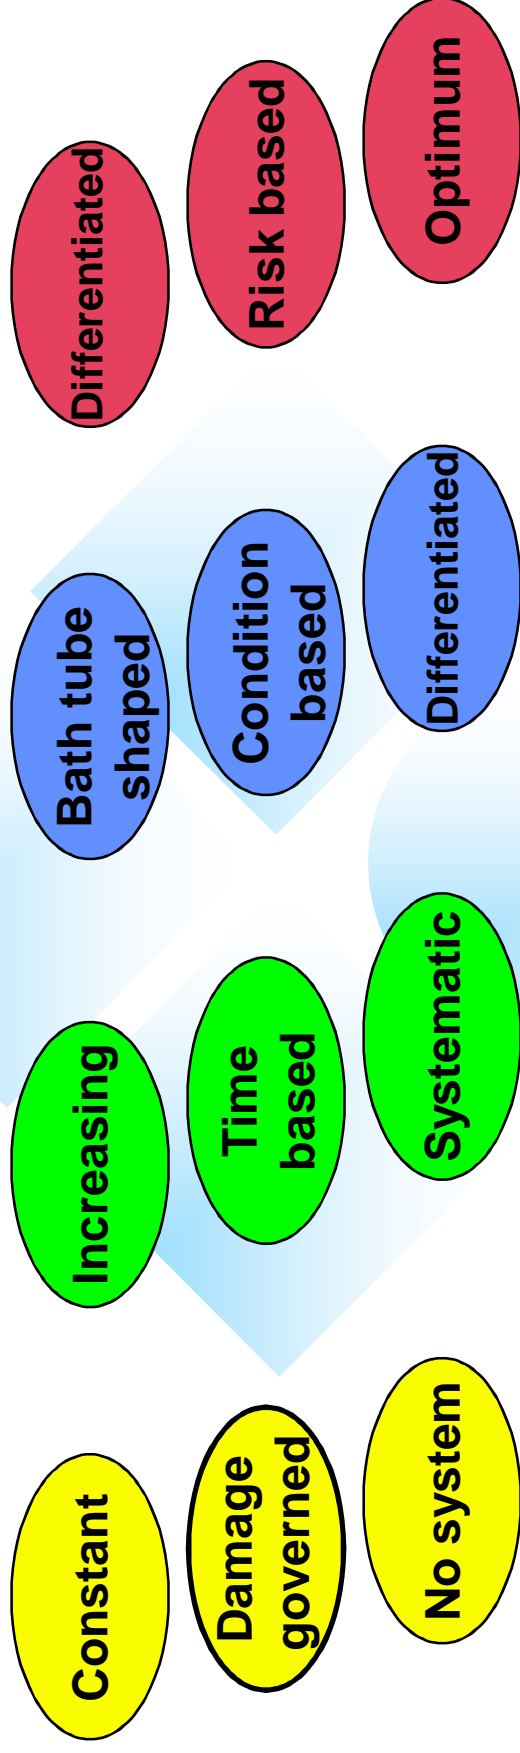 Constant
Increasing
Bath tube
shaped
Differentiated
Damage
governed
Time
based
Condition
based
Risk based
No system
Systematic
Differentiated
Optimum